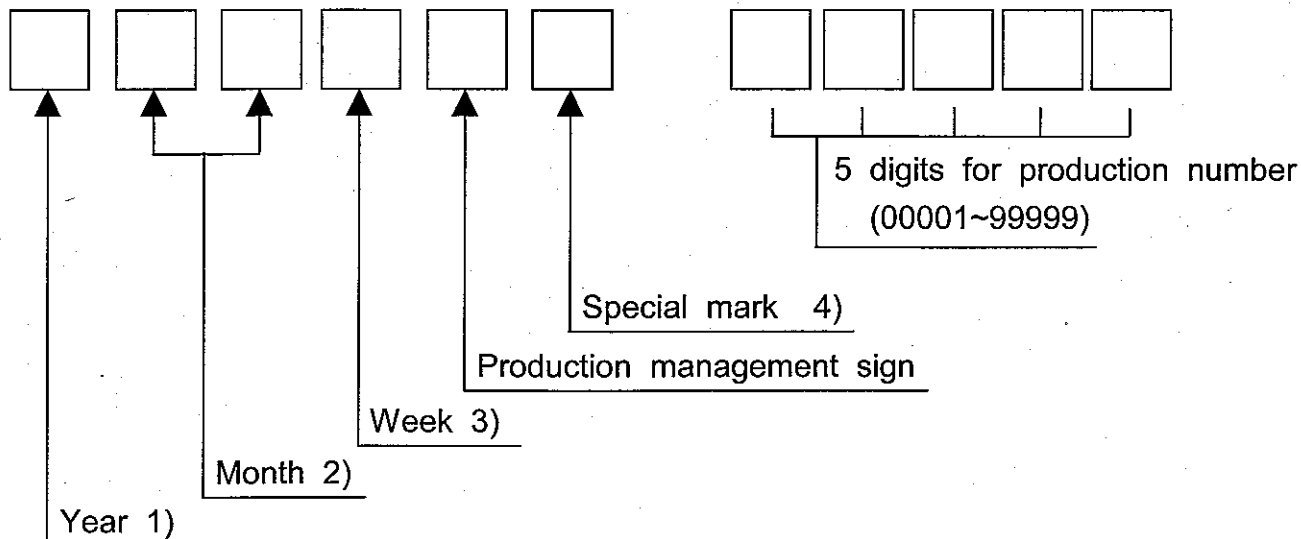 5 digits for production number
(00001~99999)
Special mark 4)
Production management sign
Week 3)
Month 2)
Year 1)